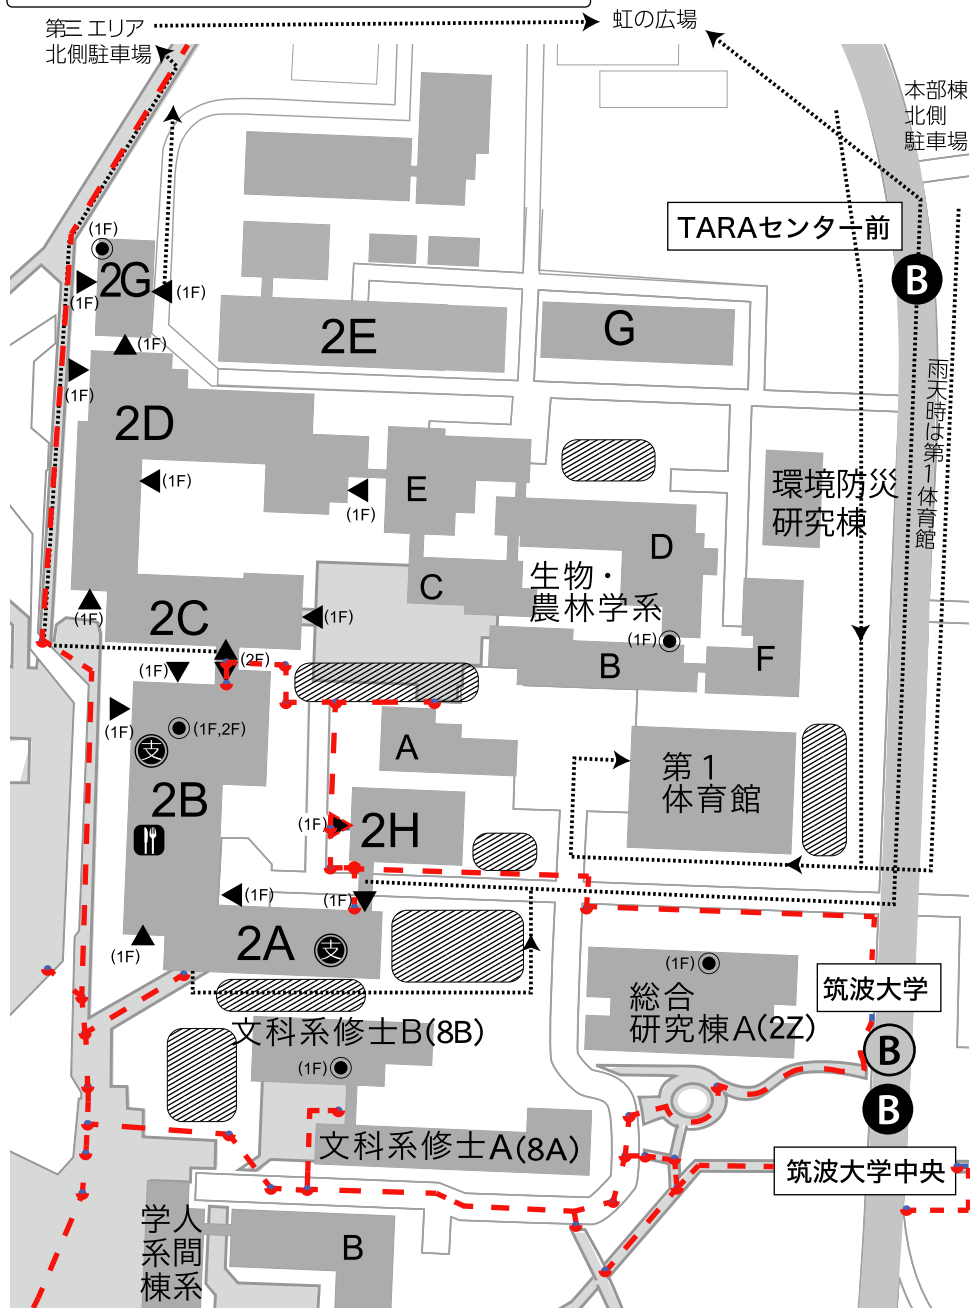 第三エリア
北側駐車場
虹の広場
本部棟
北側
駐車場
TARAセンター前
B
(1F)
2G
(1F)
(1F)
(1F)
2E
G
(1F)
2D
(1F)
(1F)
E
雨天時は第1体育館
環境防災
研究棟
D
C
生物・
農林学系
(1F)
2C
(1F)
(1F)
B
F
(2F)
(1F)
(1F)
(1F,2F)
支
A
第1
体育館
2B
(1F)
2H
(1F)
(1F)
2A
支
(1F)
(1F)
総合
研究棟A(2Z)
筑波大学
文科系修士B(8B)
(1F)
B
B
文科系修士A(8A)
筑波大学中央
学人
系間
棟系
B